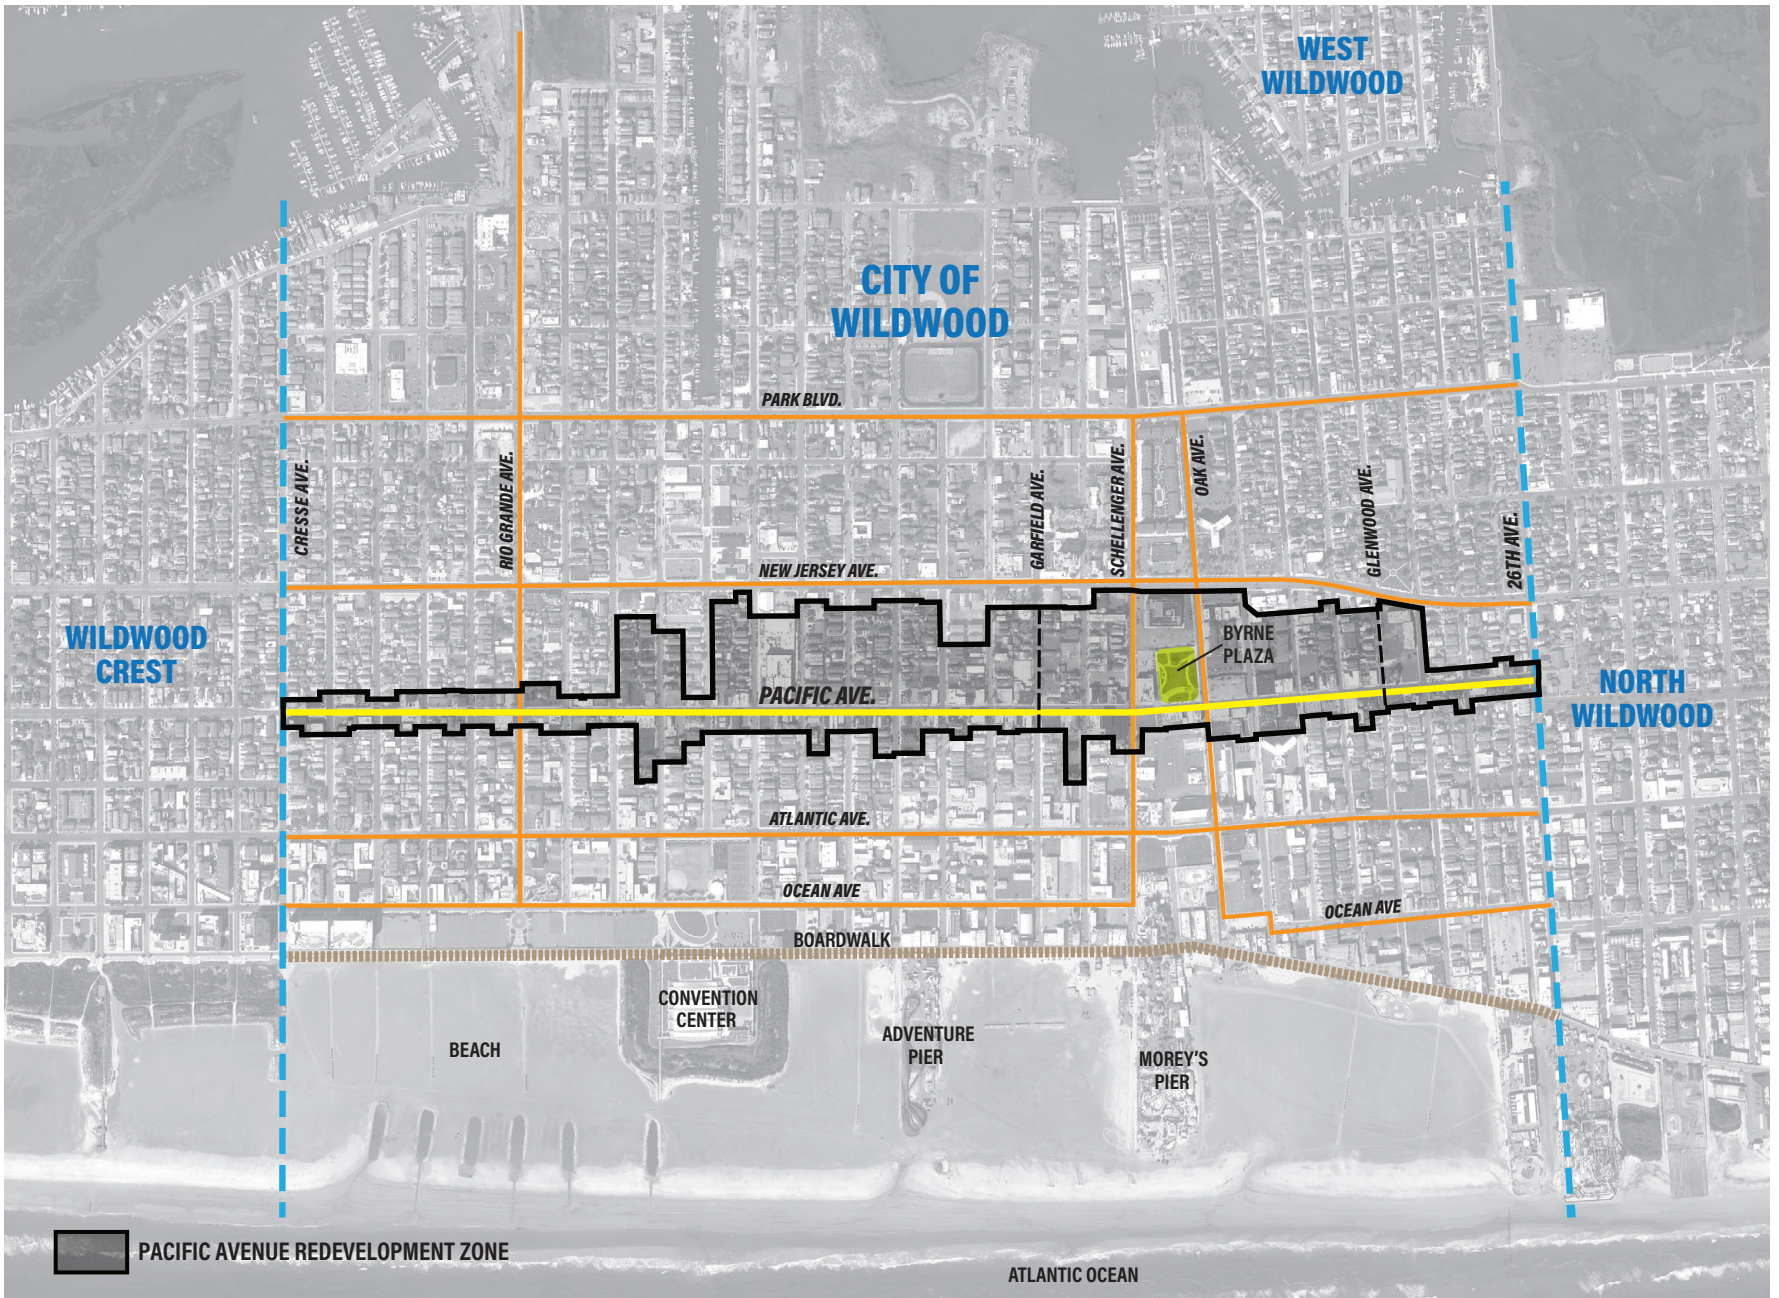 WEST
WILDWOOD
CITY OF
WILDWOOD
PARK BLVD.
CRESSE AVE.
RIO GRANDE AVE.
GARFIELD AVE.
SCHELLENGER AVE.
OAK AVE.
GLENWOOD AVE.
26TH AVE.
NEW JERSEY AVE.
WILDWOOD
CREST
BYRNE
PLAZA
PACIFIC AVE.
NORTH
WILDWOOD
ATLANTIC AVE.
OCEAN AVE
OCEAN AVE
BOARDWALK
CONVENTION
CENTER
BEACH
ADVENTURE
PIER
MOREY'S
PIER
PACIFIC AVENUE REDEVELOPMENT ZONE
ATLANTIC OCEAN